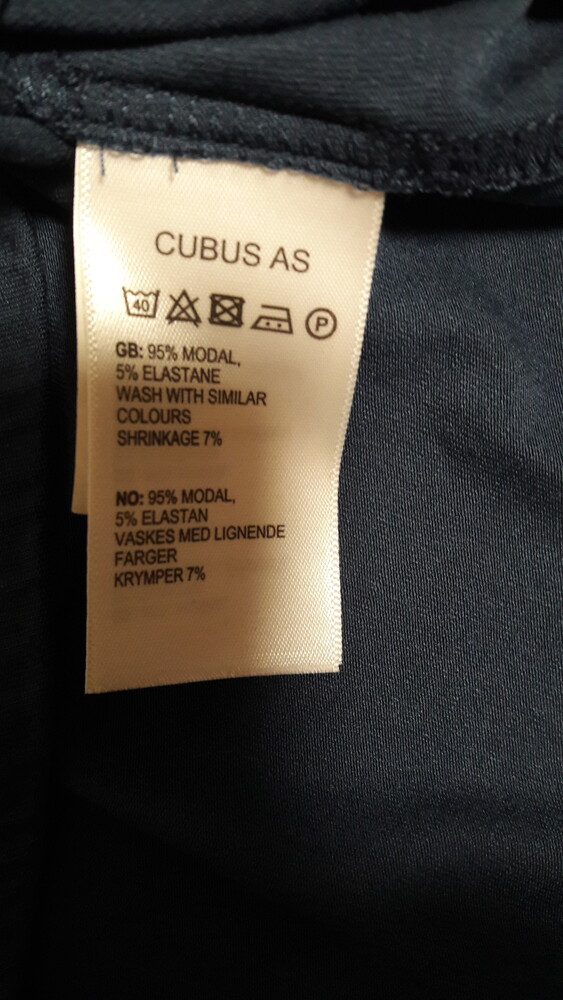 CUBUS AS
40 P
GB: 95% MODAL,
5% ELASTANE
WASH WITH SIMILAR
COLOURS
SHRINKAGE 7%
NO: 95% MODAL,
5% ELASTAN
VASKES MED LIGNENDE
FARGER
KRYMPER 7%